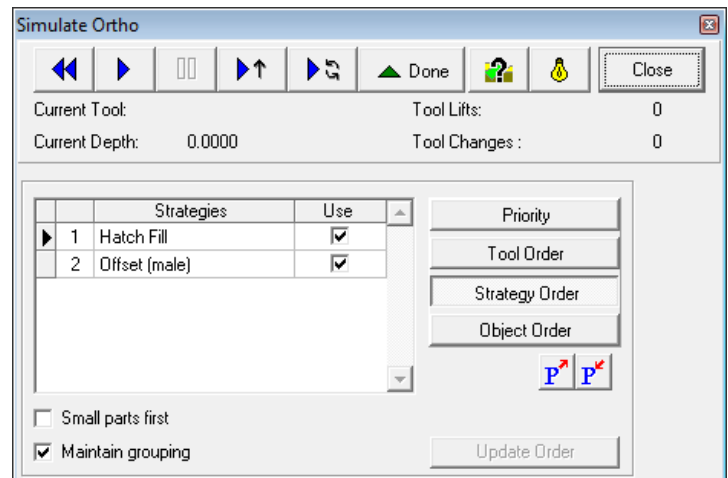 Simulate Ortho
Done
Close
Current Tool:
Tool Lifts:
0
Current Depth:
0.0000
Tool Changes :
0
Strategies
Use
1
Hatch Fill
2
Offset (male)
Priority
Tool Order
Strategy Order
Object Order
P
P
Small parts first
Maintain grouping
Update Order